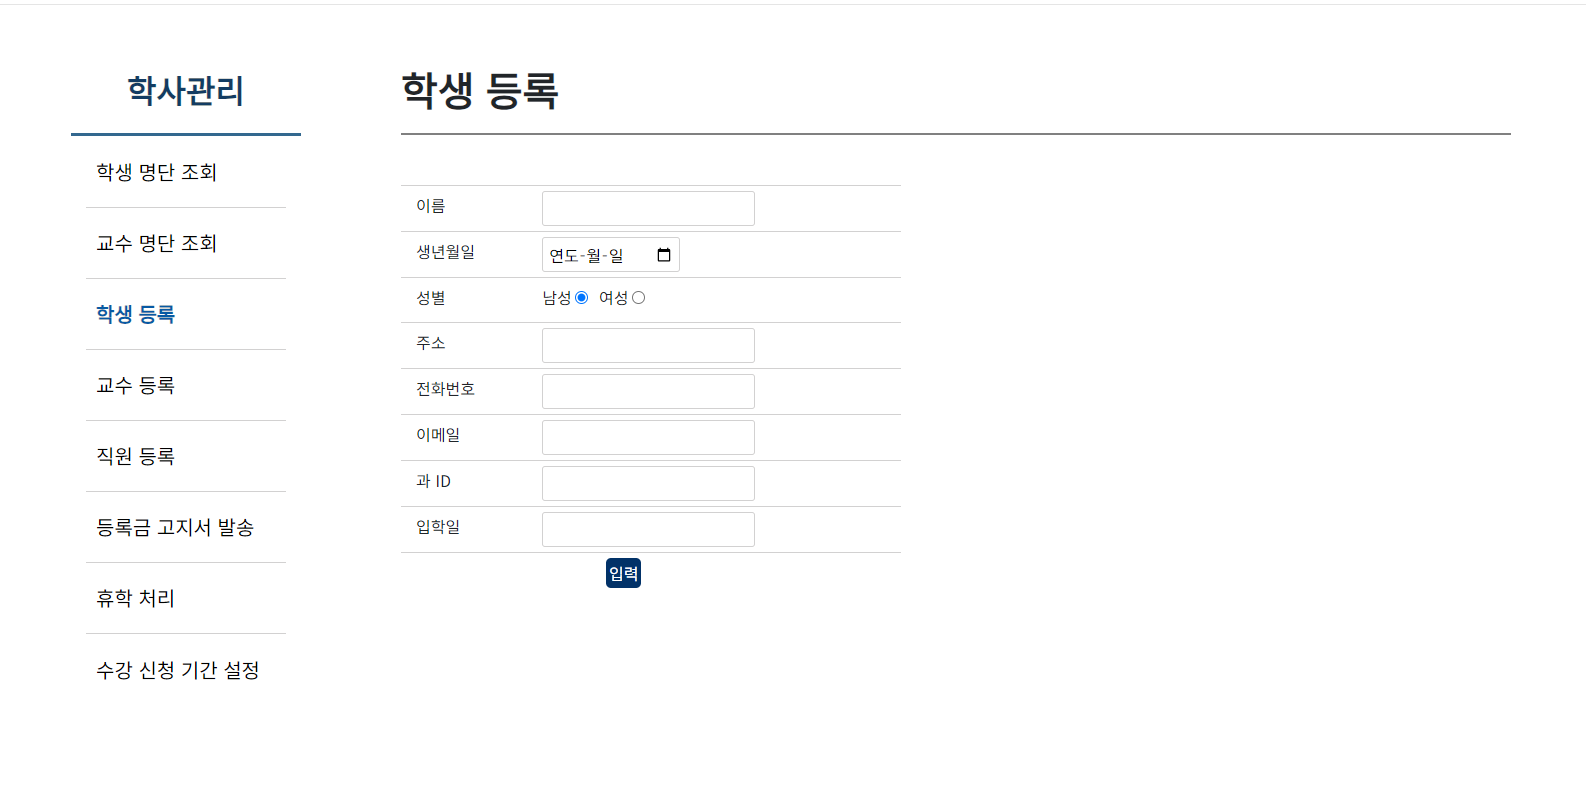 학사관리
학생 명단 조회
교수 명단 조회
학생 등록
교수 등록
직원 등록
등록금 고지서 발송
휴학 처리
수강 신청 기간 설정
학생 등록
이름
생년월일 연도-월-일
성별 남성 여성
주소
전화번호
이메일
과 ID
입학일
입력